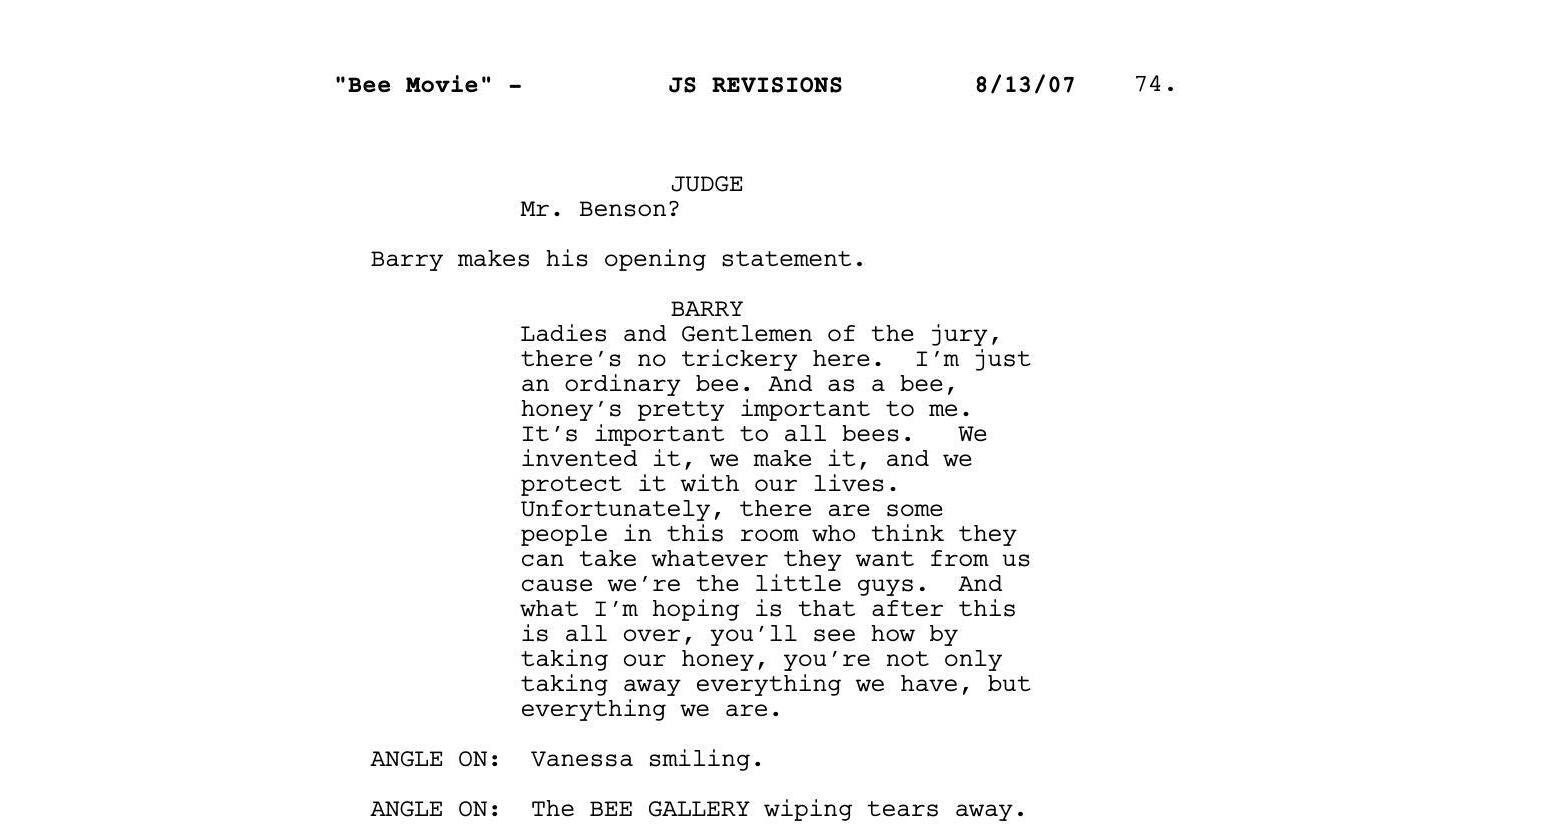 "Bee Movie" - JS REVISIONS 8/13/07 74.
JUDGE
Mr. Benson?
Barry makes his opening statement.
BARRY
Ladies and Gentlemen of the jury,
there’s no trickery here.  I’m just
an ordinary bee. And as a bee,
honey’s pretty important to me.
It’s important to all bees.   We
invented it, we make it, and we
protect it with our lives.
Unfortunately, there are some
people in this room who think they
can take whatever they want from us
cause we’re the little guys.  And
what I’m hoping is that after this
is all over, you’ll see how by
taking our honey, you’re not only
taking away everything we have, but
everything we are.
ANGLE ON:  Vanessa smiling.
ANGLE ON:  The BEE GALLERY wiping tears away.